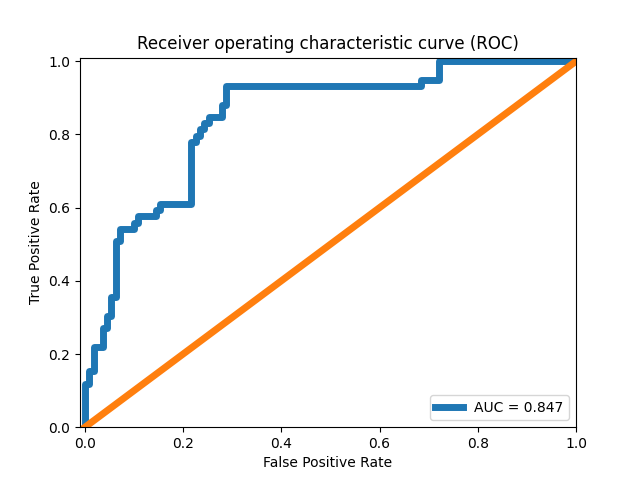 Receiver operating characteristic curve (ROC)
1.0
0.8
0.6
0.4
0.2
0.0
True Positive Rate
AUC = 0.847
0.0 0.2 0.4 0.6 0.8 1.0
False Positive Rate